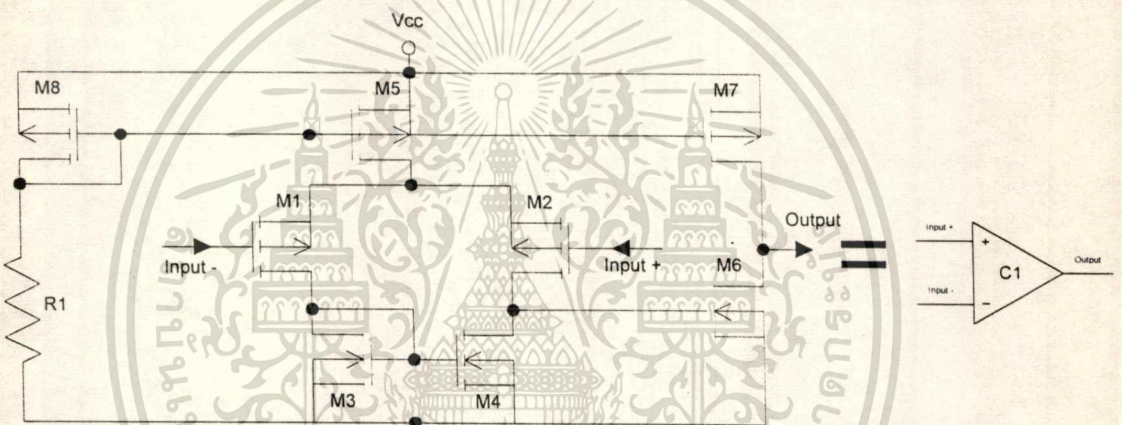 Vcc
M8
M5
M7
M1
M2
Output
Input -
Input +
M6
R1
M3
M4
Input +
Input -
+
−
C1
Output